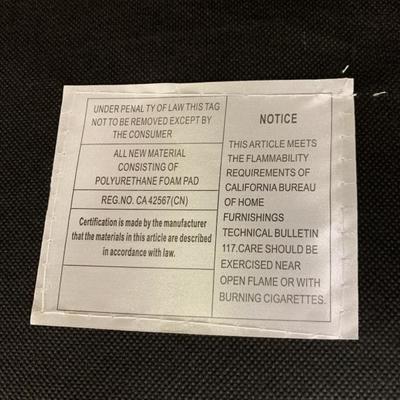 UNDER PENALTY OF LAW THIS TAG
NOT TO BE REMOVED EXCEPT BY
THE CONSUMER
ALL NEW MATERIAL
CONSISTING OF
POLYURETHANE FOAM PAD
REG.NO. CA 42567(CN)
Certification is made by the manufacturer
that the materials in this article are described
in accordance with law.
NOTICE
THIS ARTICLE MEETS
THE FLAMMABILITY
REQUIREMENTS OF
CALIFORNIA BUREAU
OF HOME
FURNISHINGS
TECHNICAL BULLETIN
117.CARE SHOULD BE
EXERCISED NEAR
OPEN FLAME OR WITH
BURNING CIGARETTES.